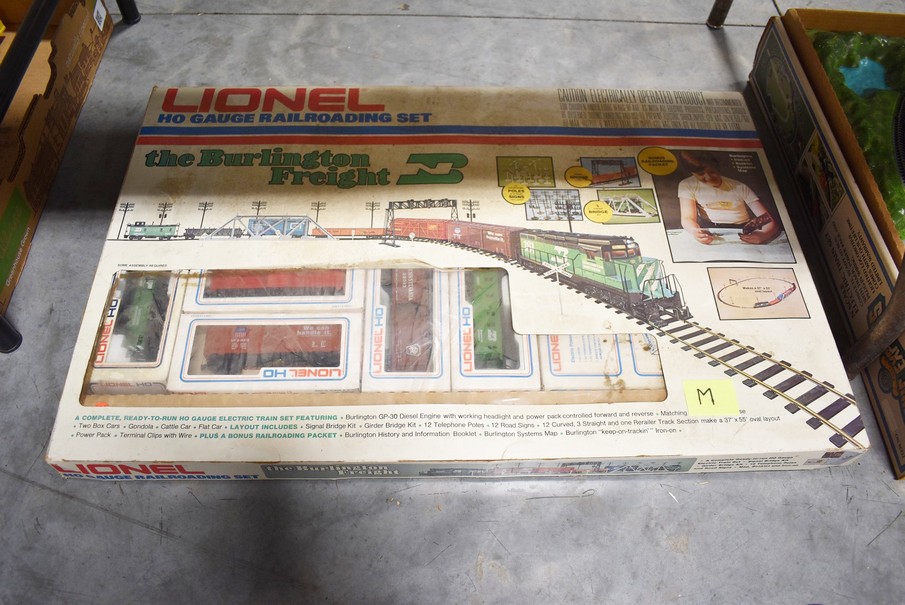 LIONEL
HO GAUGE RAILROADING SET
CAUTION: ELECTRICALLY OPERATED PRODUCT
the Burlington
Freight
LIONEL HO
LIONEL HO
LIONEL HO
LIONEL HO
LIONEL HO
A COMPLETE, READY-TO-RUN HO GAUGE ELECTRIC TRAIN SET FEATURING • Burlington GP-30 Diesel Engine with working headlight and power pack controlled forward and reverse • Matching
• Two Box Cars • Gondola • Cattle Car • Flat Car • LAYOUT INCLUDES • Signal Bridge Kit • Girder Bridge Kit • 12 Telephone Poles • 12 Road Signs • 12 Curved, 3 Straight and one Rerailer Track Section make a 37" x 55" oval layout
• Power Pack • Terminal Clips with Wire • PLUS A BONUS RAILROADING PACKET • Burlington History and Information Booklet • Burlington Systems Map • Burlington "keep-on-trackin'" Iron-on •
M
LIONEL
HO GAUGE RAILROADING SET
the Burlington Freight